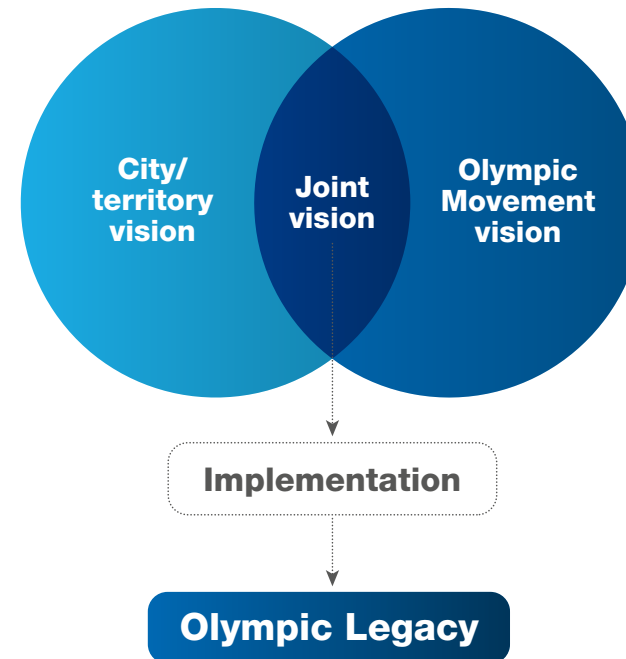 City/
territory
vision
Joint
vision
Olympic
Movement
vision
Implementation
Olympic Legacy